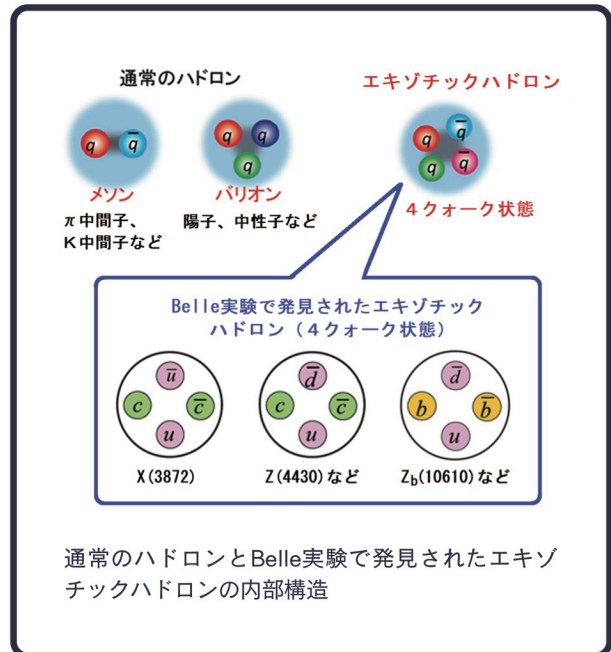 通常のハドロン
エキゾチックハドロン
q q̅
q q q
q q̅ q q̅
メソン
バリオン
4クォーク状態
π中間子、
K中間子など
陽子、中性子など
Belle実験で発見されたエキゾチック
ハドロン（4クォーク状態）
u̅
c c̅
u
d̅
c c̅
u
d̅
b b̅
u
X(3872)
Z(4430)など
Zb(10610)など
通常のハドロンとBelle実験で発見されたエキゾ
チックハドロンの内部構造